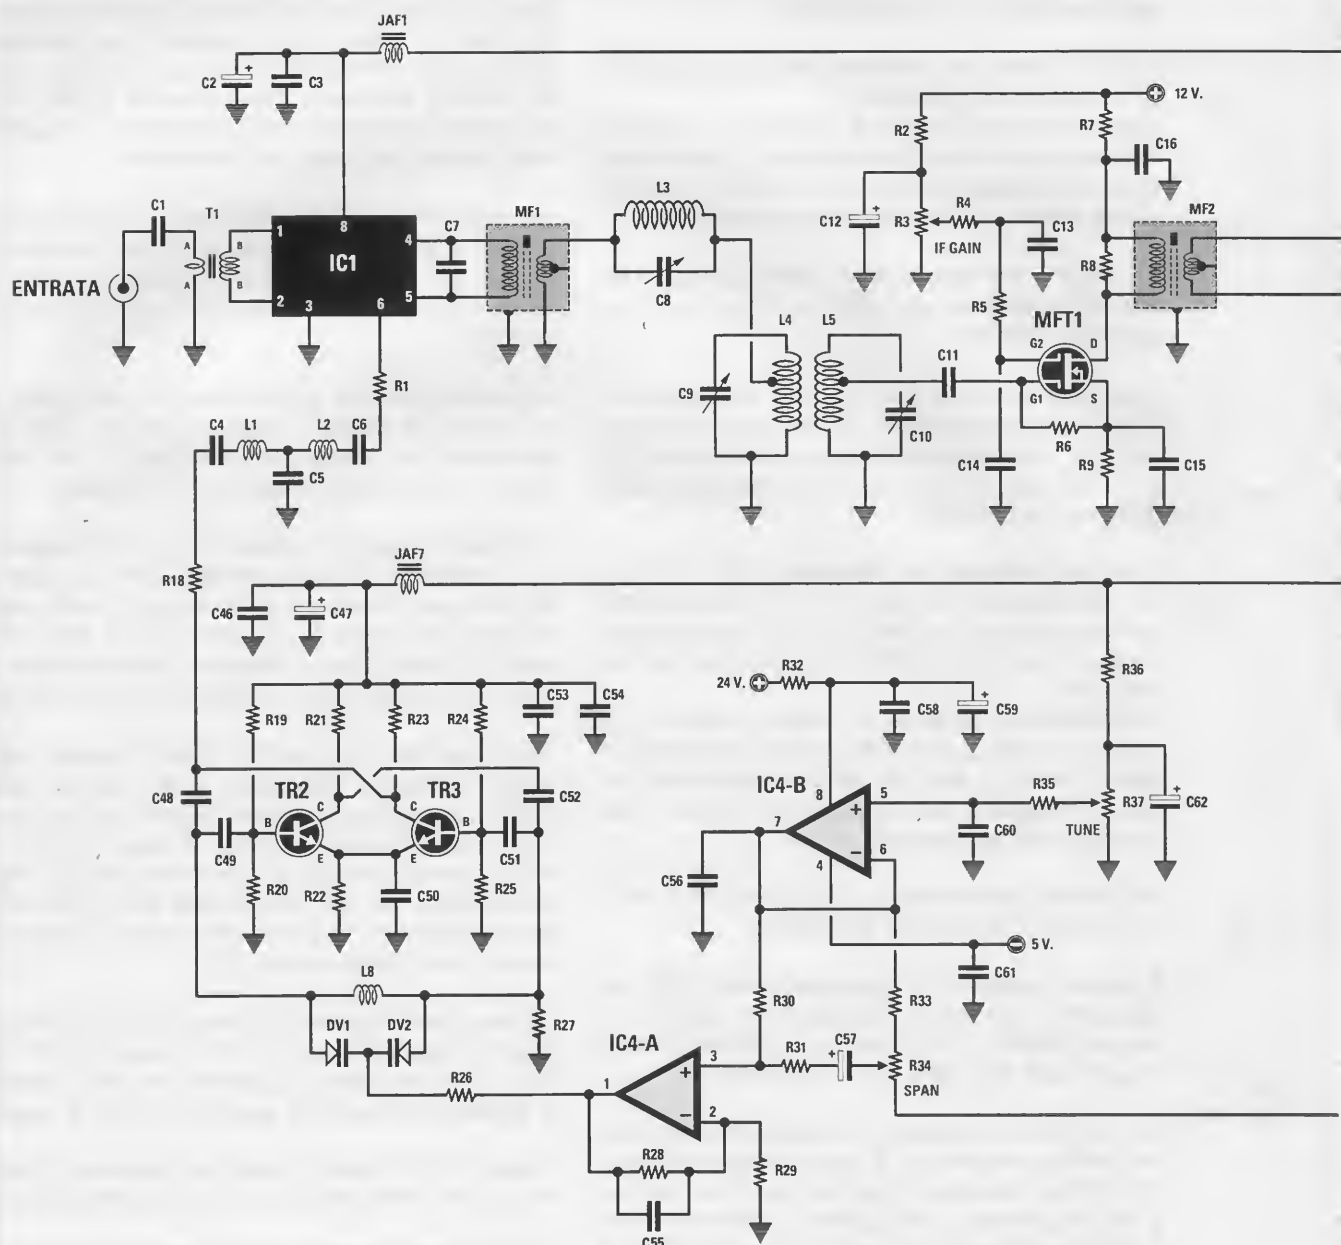 JAF1
C2 + C3
R2 R7 + 12 V.
C16
C1 T1 L3
A B 1 8 4 C7 MF1 C12 + R3 R4 C13 MF2
ENTRATA IC1 IF GAIN R8
A B 2 3 6 5 C8
R5 MFT1
R1 L4 L5 C11 G2 D
C9 G1 S
C4 L1 L2 C6 C10 R6
C5 C14 R9 C15
JAF7
R18
C46 C47 +
R36
24 V. + R32
R19 R21 R23 R24 C53 C54 C58 C59 +
C48 TR2 TR3 C52 IC4-B 8 5 R35 R37 + C62
C C + TUNE
B B 7 C60
C49 E E C51 4 − 6
R20 R22 C50 R25 C56
− 5 V.
C61
L8 R30 R33
DV1 DV2 R27
IC4-A 3 R31 + C57 R34
R26 1 + SPAN
− 2
R28 R29
C55